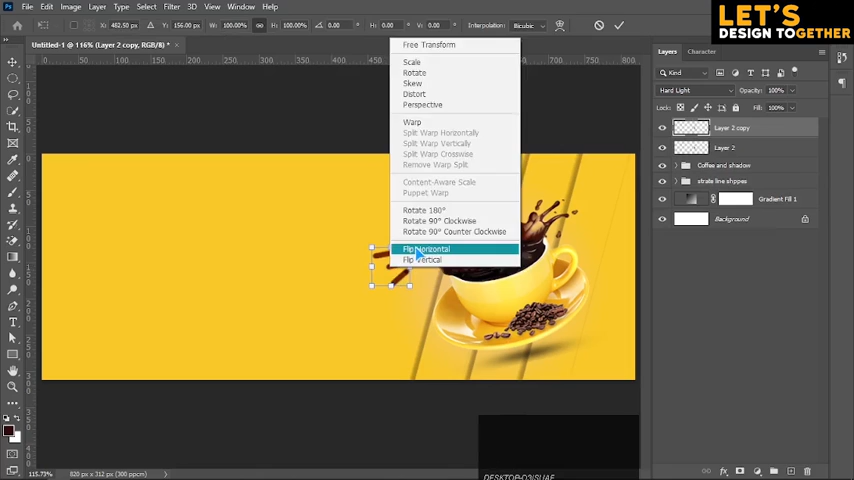 File Edit Image Layer Type Select Filter 3D View Window Help
LET'S
DESIGN TOGETHER
X: 482.50 px Y: 156.00 px W: 100.00% H: 100.00% 0.00 H: 0.00 V: 0.00 Interpolation: Bicubic
Untitled-1 @ 116% (Layer 2 copy, RGB/8) *
Free Transform
Scale
Rotate
Skew
Distort
Perspective
Warp
Split Warp Horizontally
Split Warp Vertically
Split Warp Crosswise
Remove Warp Split
Content-Aware Scale
Puppet Warp
Rotate 180°
Rotate 90° Clockwise
Rotate 90° Counter Clockwise
Flip Horizontal
Flip Vertical
Layers Character
Kind
Hard Light Opacity: 100%
Lock: Fill: 100%
Layer 2 copy
Layer 2
Coffee and shadow
strate line shppes
Gradient Fill 1
Background
115.73% 820 px x 312 px (300 ppcm)
DESKTOP-O3ISUAE